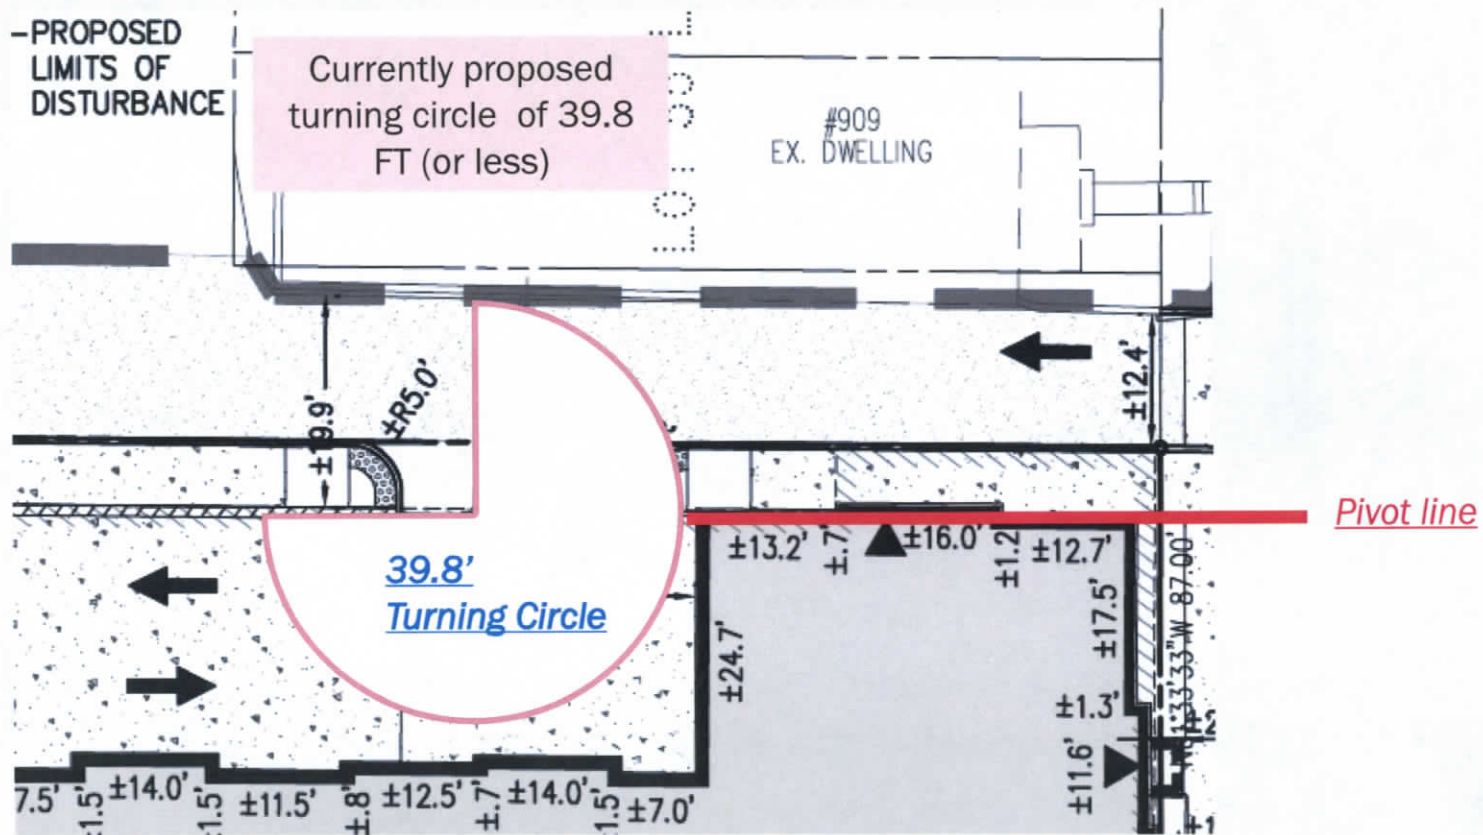 -PROPOSED
LIMITS OF
DISTURBANCE
Currently proposed
turning circle of 39.8
FT (or less)
#909
EX. DWELLING
±19.9'
±R5.0'
±12.4'
Pivot line
39.8'
Turning Circle
±13.2'
±.7'
±16.0'
±1.2'
±12.7'
±17.5'
±24.7'
±1.3'
±11.6'
87.00'
7.5'
±1.5'
±14.0'
±1.5'
±11.5'
±.8'
±12.5'
±.7'
±14.0'
±1.5'
±7.0'